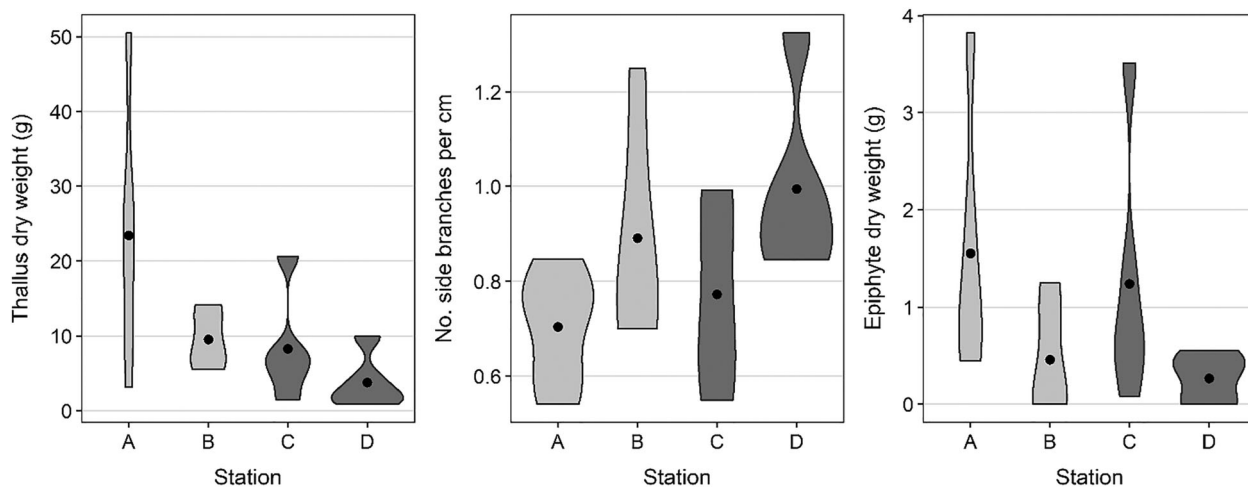 Thallus dry weight (g)
50
40
30
20
10
0
A B C D
Station
No. side branches per cm
1.2
1.0
0.8
0.6
A B C D
Station
Epiphyte dry weight (g)
4
3
2
1
0
A B C D
Station